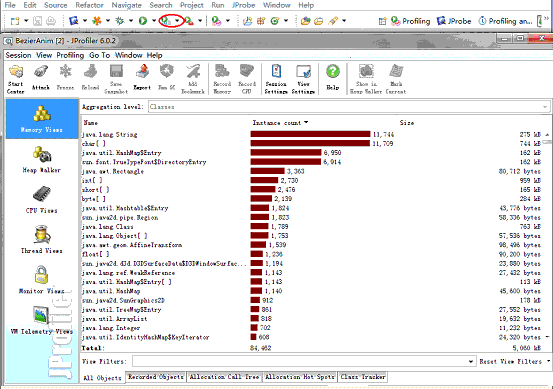 File Edit Source Refactor Navigate Search Project Run JProbe Window Help
Profiling JProbe Profiling an...
BezierAnim [2] - JProfiler 6.0.2
Session View Profiling Go To Window Help
Start Center Attack Freeze Reload Save Snapshot Export Run GC Add Bookmark Record Memory Record CPU Session Settings View Settings Help Show in Heap Walker Mark Current
Aggregation level: Classes
Name Instance count Size
java.lang.String 11,744 275 kB
char[ ] 11,709 744 kB
java.util.HashMap$Entry 6,950 162 kB
sun.font.TrueTypeFont$DirectoryEntry 6,914 162 kB
java.awt.Rectangle 3,363 80,712 bytes
int[ ] 2,730 959 kB
short[ ] 2,476 165 kB
byte[ ] 2,139 284 kB
java.util.Hashtable$Entry 1,824 43,776 bytes
sun.java2d.pipe.Region 1,823 58,336 bytes
java.lang.Class 1,789 763 kB
java.lang.Object[ ] 1,753 57,536 bytes
java.awt.geom.AffineTransform 1,539 98,496 bytes
float[ ] 1,236 90,200 bytes
sun.java2d.d3d.D3DSurfaceData$D3DWindowSurfac... 1,194 23,880 bytes
java.lang.ref.WeakReference 1,143 27,432 bytes
java.util.HashMap$Entry[ ] 1,143 113 kB
java.util.HashMap 1,140 45,600 bytes
sun.java2d.SunGraphics2D 912 178 kB
java.util.TreeMap$Entry 861 27,552 bytes
java.util.ArrayList 818 19,632 bytes
java.lang.Integer 702 11,232 bytes
java.util.IdentityHashMap$KeyIterator 608 24,320 bytes
Total: 84,462 5,060 kB
Memory Views
Heap Walker
CPU Views
Thread Views
Monitor Views
VM Telemetry Views
View Filters: Reset View Filters
All Objects Recorded Objects Allocation Call Tree Allocation Hot Spots Class Tracker